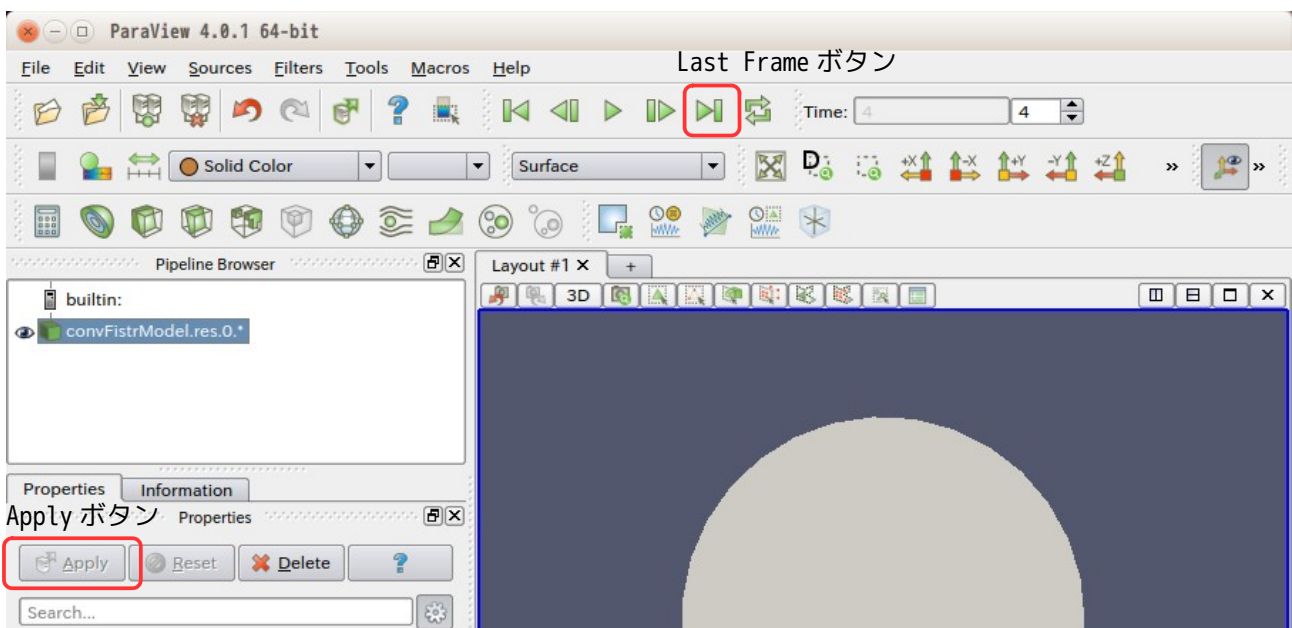 ParaView 4.0.1 64-bit
File Edit View Sources Filters Tools Macros Help
Last Frame ボタン
? Time: 4 4
Solid Color Surface D +X -X +Y -Y +Z » »
Pipeline Browser
Layout #1 X +
builtin:
3D
convFistrModel.res.0.*
Properties Information
Apply ボタン Properties
Apply Reset Delete ?
Search...